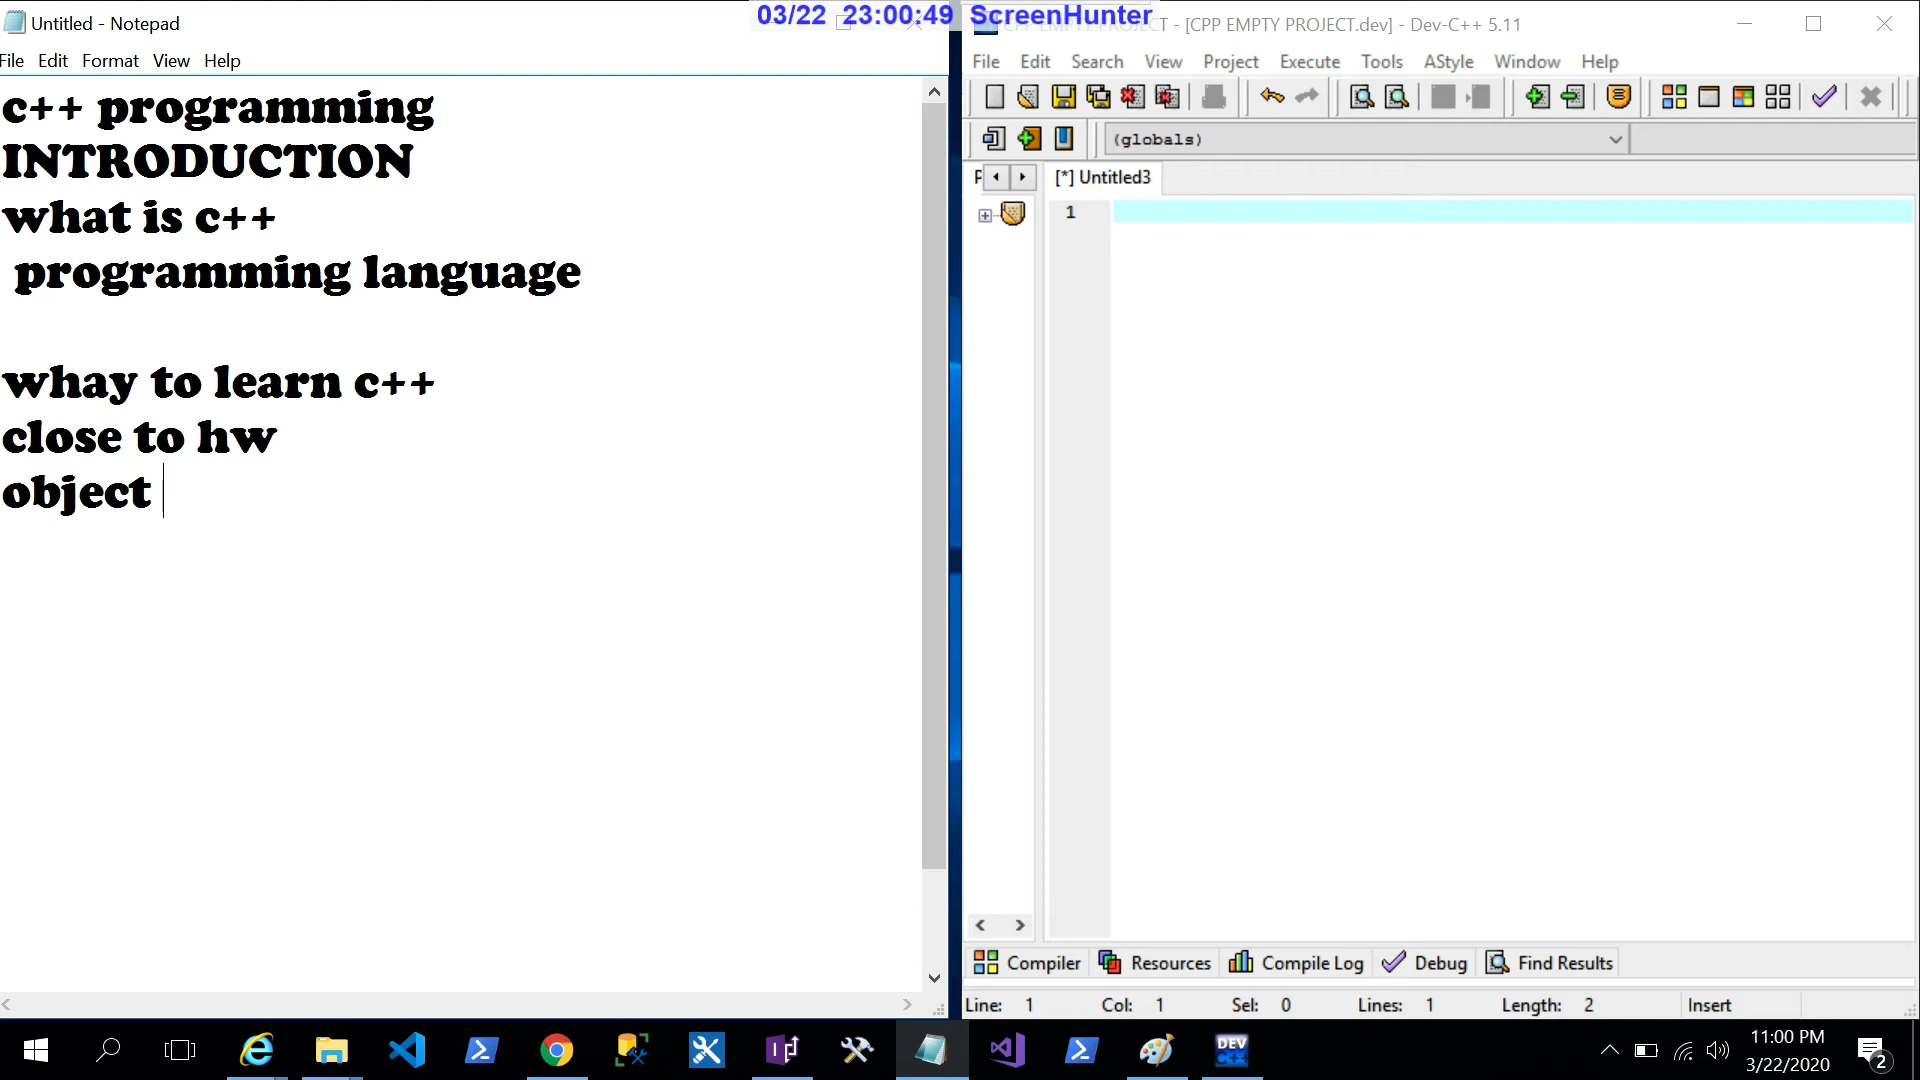 Untitled - Notepad
03/22 23:00:49 ScreenHunter
- [CPP EMPTY PROJECT.dev] - Dev-C++ 5.11
File Edit Format View Help
File Edit Search View Project Execute Tools AStyle Window Help
c++ programming
INTRODUCTION
what is c++
programming language
whay to learn c++
close to hw
object
(globals)
[*] Untitled3
1
Compiler Resources Compile Log Debug Find Results
Line: 1 Col: 1 Sel: 0 Lines: 1 Length: 2 Insert
DEV
C++
11:00 PM
3/22/2020
2